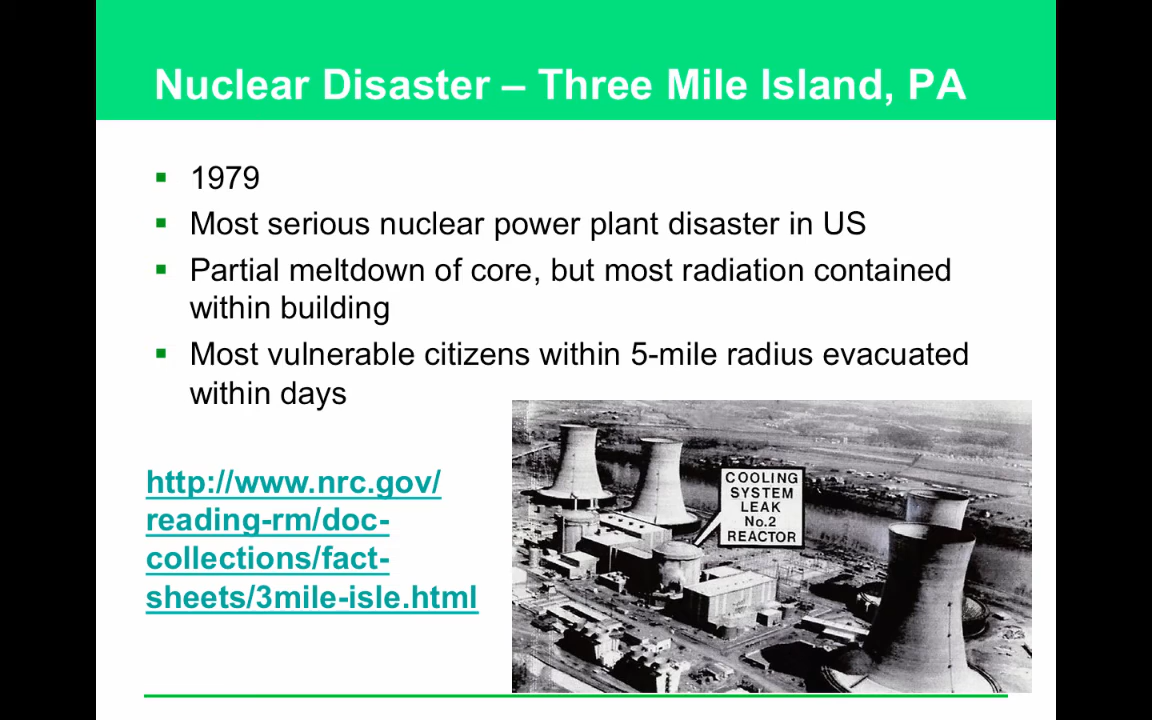 Nuclear Disaster – Three Mile Island, PA
▪ 1979
▪ Most serious nuclear power plant disaster in US
▪ Partial meltdown of core, but most radiation contained
within building
▪ Most vulnerable citizens within 5-mile radius evacuated
within days
http://www.nrc.gov/
reading-rm/doc-
collections/fact-
sheets/3mile-isle.html
COOLING
SYSTEM
LEAK
No.2
REACTOR